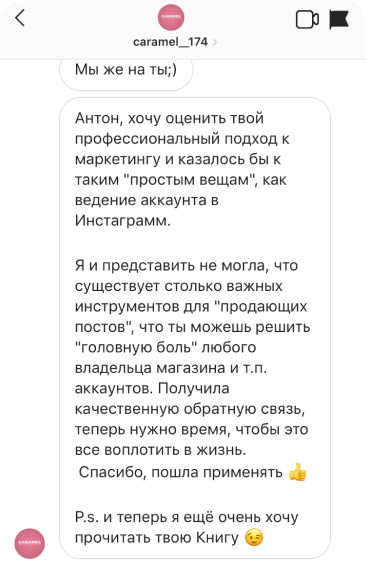 CARAMEL
caramel__174
Мы же на ты;)
Антон, хочу оценить твой
профессиональный подход к
маркетингу и казалось бы к
таким "простым вещам", как
ведение аккаунта в
Инстаграмм.
Я и представить не могла, что
существует столько важных
инструментов для "продающих
постов", что ты можешь решить
"головную боль" любого
владельца магазина и т.п.
аккаунтов. Получила
качественную обратную связь,
теперь нужно время, чтобы это
все воплотить в жизнь.
Спасибо, пошла применять 👍
P.s. и теперь я ещё очень хочу
прочитать твою Книгу 😉
CARAMEL